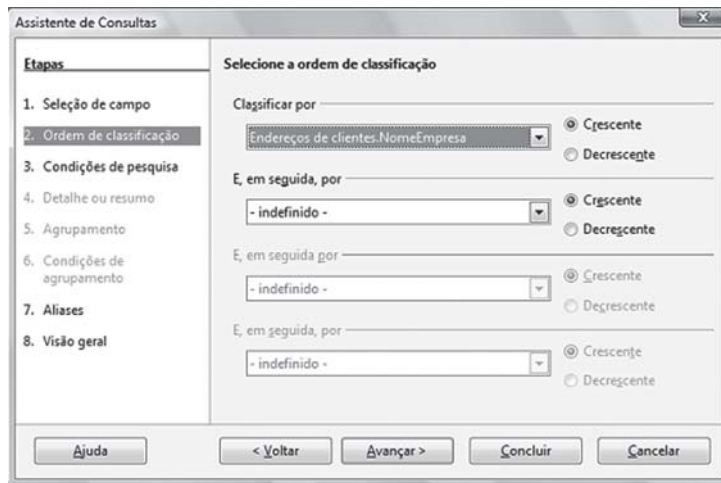 Assistente de Consultas
Etapas
1. Seleção de campo
2. Ordem de classificação
3. Condições de pesquisa
4. Detalhe ou resumo
5. Agrupamento
6. Condições de
agrupamento
7. Aliases
8. Visão geral
Selecione a ordem de classificação
Classificar por
Endereços de clientes.NomeEmpresa
Crescente
Decrescente
E, em seguida, por
- indefinido -
Crescente
Decrescente
E, em seguida por
- indefinido -
Crescente
Decrescente
E, em seguida, por
- indefinido -
Crescente
Decrescente
Ajuda
< Voltar
Avançar >
Concluir
Cancelar